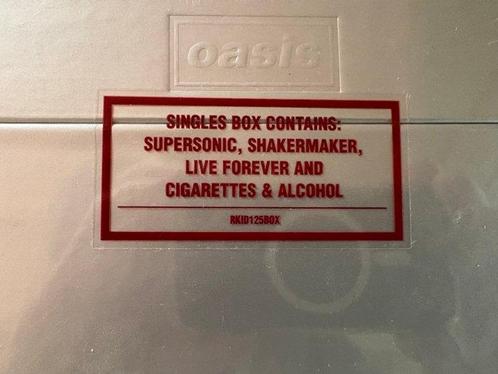 oasis
SINGLES BOX CONTAINS:
SUPERSONIC, SHAKERMAKER,
LIVE FOREVER AND
CIGARETTES & ALCOHOL
RKID125BOX